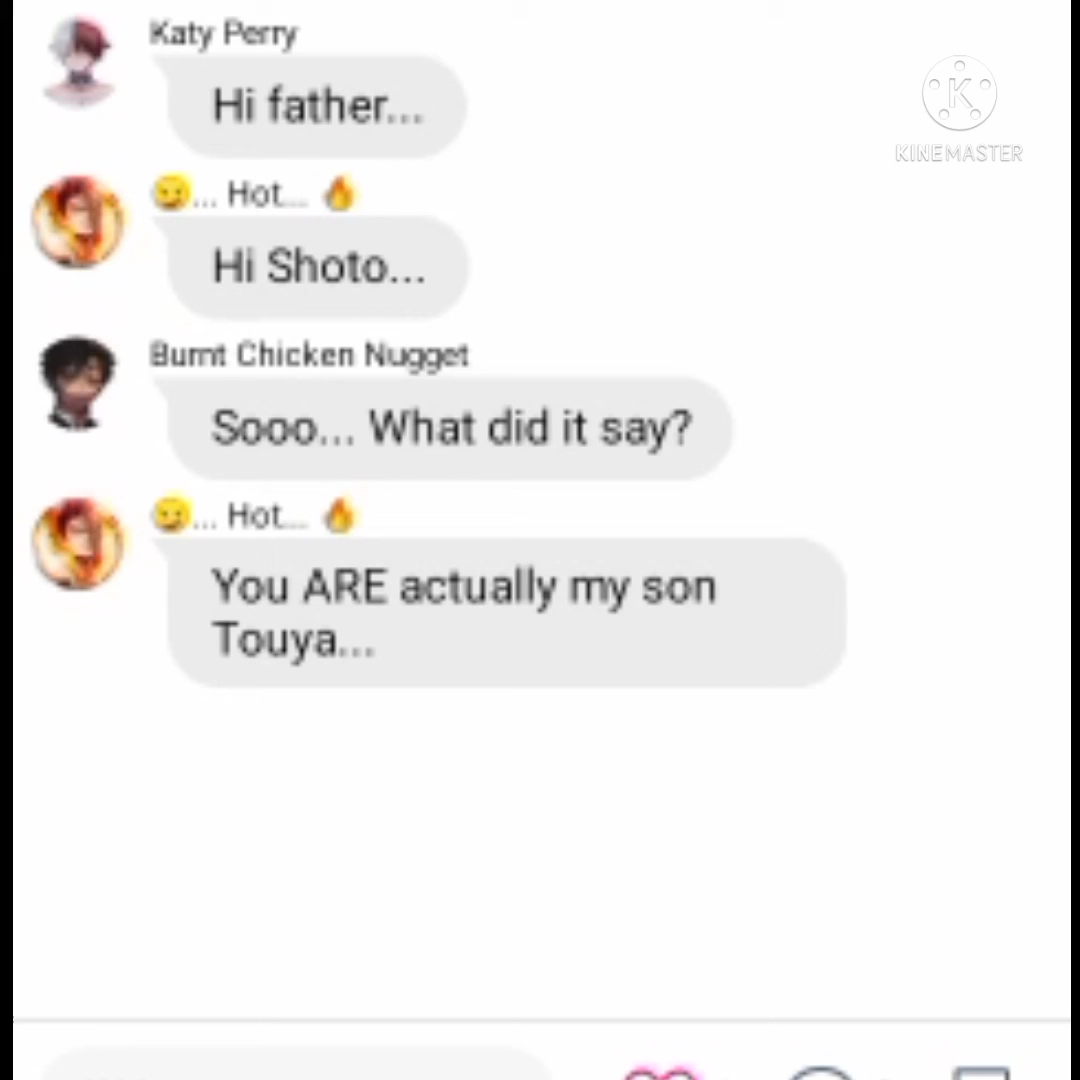 Katy Perry
Hi father...
😏... Hot... 🔥
Hi Shoto...
Burnt Chicken Nugget
Sooo... What did it say?
😏... Hot... 🔥
You ARE actually my son
Touya...
K
KINEMASTER